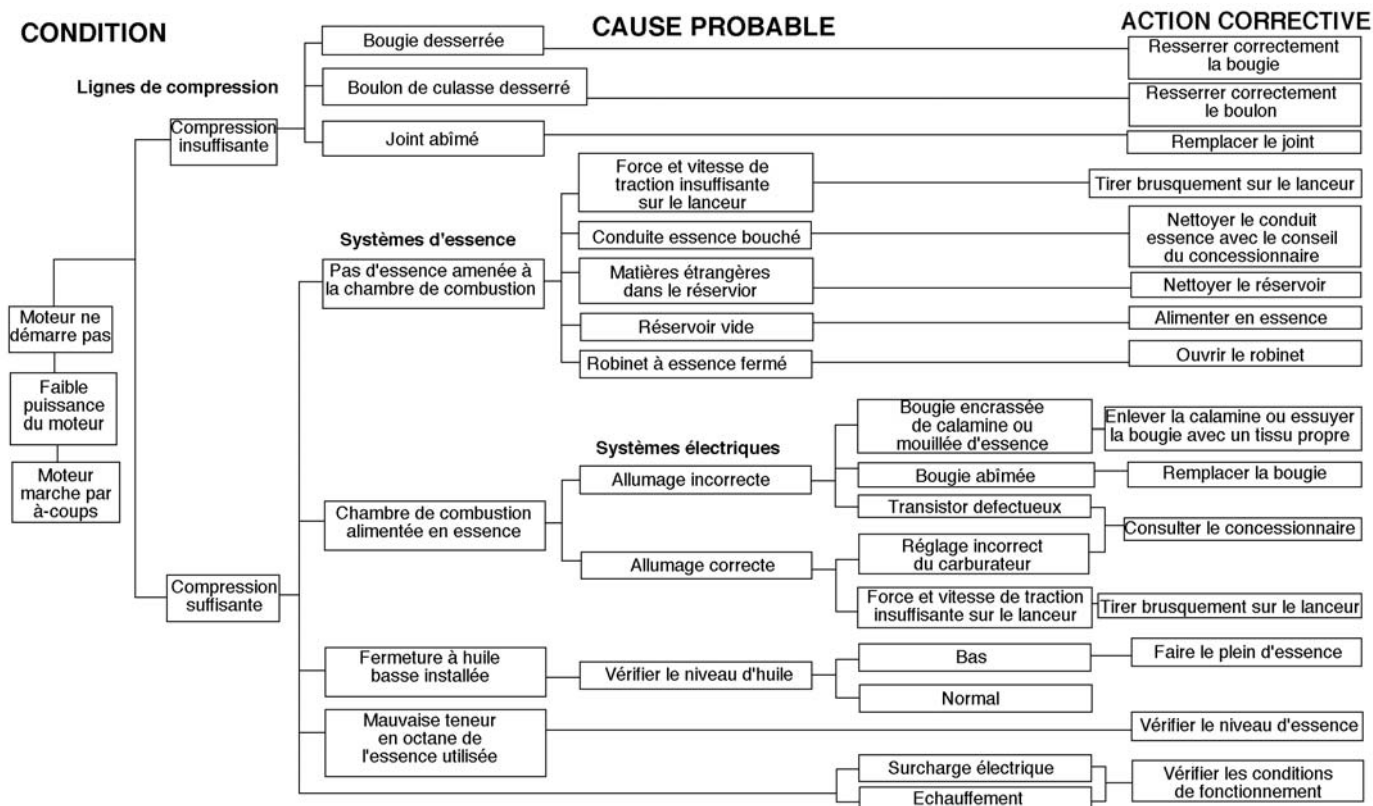 CONDITION
CAUSE PROBABLE
ACTION CORRECTIVE
Lignes de compression
Compression
insuffisante
Bougie desserrée
Resserrer correctement
la bougie
Boulon de culasse desserré
Resserrer correctement
le boulon
Joint abîmé
Remplacer le joint
Moteur ne
démarre pas
Faible
puissance
du moteur
Moteur
marche par
à-coups
Compression
suffisante
Systèmes d'essence
Pas d'essence amenée à
la chambre de combustion
Force et vitesse de
traction insuffisante
sur le lanceur
Tirer brusquement sur le lanceur
Conduite essence bouché
Nettoyer le conduit
essence avec le conseil
du concessionnaire
Matières étrangères
dans le réservior
Nettoyer le réservoir
Réservoir vide
Alimenter en essence
Robinet à essence fermé
Ouvrir le robinet
Systèmes électriques
Chambre de combustion
alimentée en essence
Allumage incorrecte
Bougie encrassée
de calamine ou
mouillée d'essence
Enlever la calamine ou essuyer
la bougie avec un tissu propre
Bougie abîmée
Remplacer la bougie
Transistor defectueux
Consulter le concessionnaire
Allumage correcte
Réglage incorrect
du carburateur
Force et vitesse de traction
insuffisante sur le lanceur
Tirer brusquement sur le lanceur
Fermeture à huile
basse installée
Vérifier le niveau d'huile
Bas
Faire le plein d'essence
Normal
Mauvaise teneur
en octane de
l'essence utilisée
Vérifier le niveau d'essence
Surcharge électrique
Echauffement
Vérifier les conditions
de fonctionnement